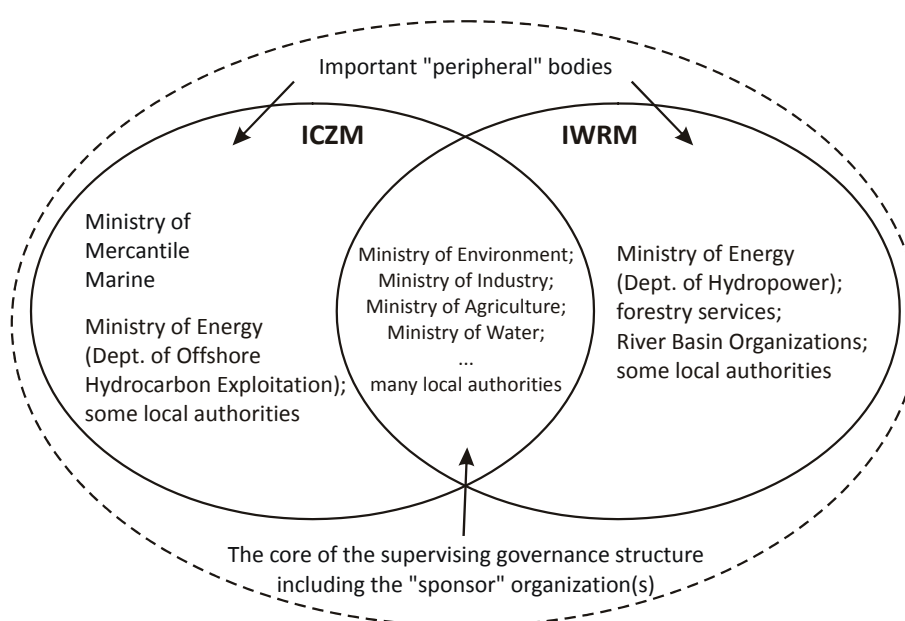 Important "peripheral" bodies
ICZM
IWRM
Ministry of
Mercantile
Marine
Ministry of Energy
(Dept. of Offshore
Hydrocarbon Exploitation);
some local authorities
Ministry of Environment;
Ministry of Industry;
Ministry of Agriculture;
Ministry of Water;
...
many local authorities
Ministry of Energy
(Dept. of Hydropower);
forestry services;
River Basin Organizations;
some local authorities
The core of the supervising governance structure
including the "sponsor" organization(s)